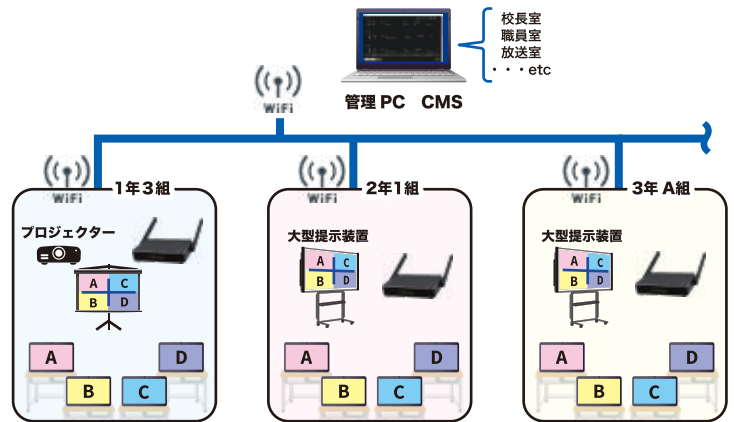 校長室
職員室
放送室
・・・etc
管理PC　CMS
WiFi
WiFi
WiFi
WiFi
1年3組
2年1組
3年 A組
プロジェクター
大型提示装置
大型提示装置
A C
B D
A C
B D
A C
B D
A
B
C
D
A
B
C
D
A
B
C
D